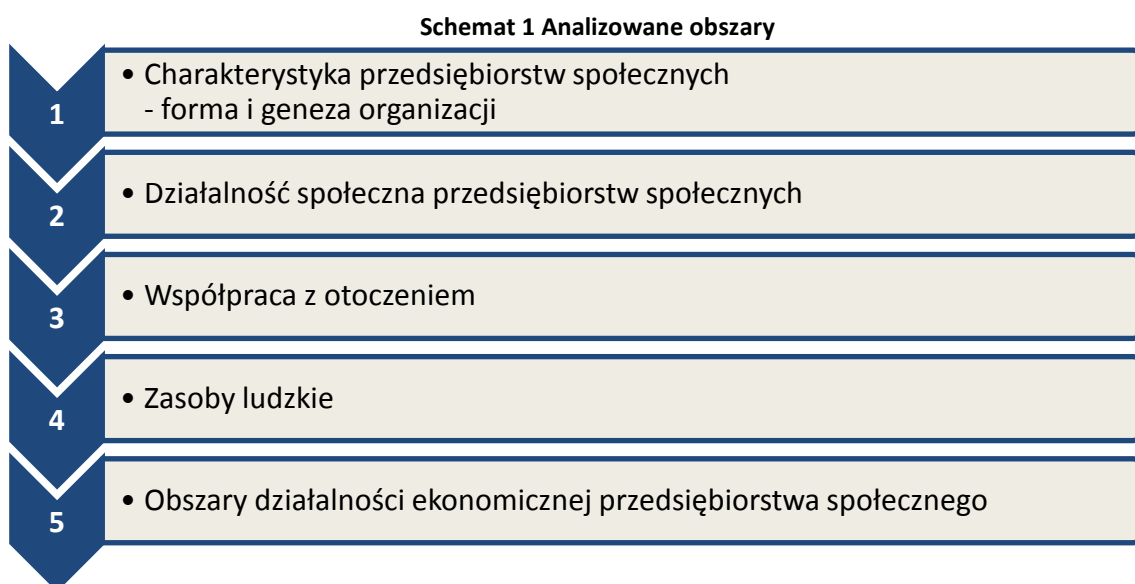 Schemat 1 Analizowane obszary
1
• Charakterystyka przedsiębiorstw społecznych
- forma i geneza organizacji
2
• Działalność społeczna przedsiębiorstw społecznych
3
• Współpraca z otoczeniem
4
• Zasoby ludzkie
5
• Obszary działalności ekonomicznej przedsiębiorstwa społecznego